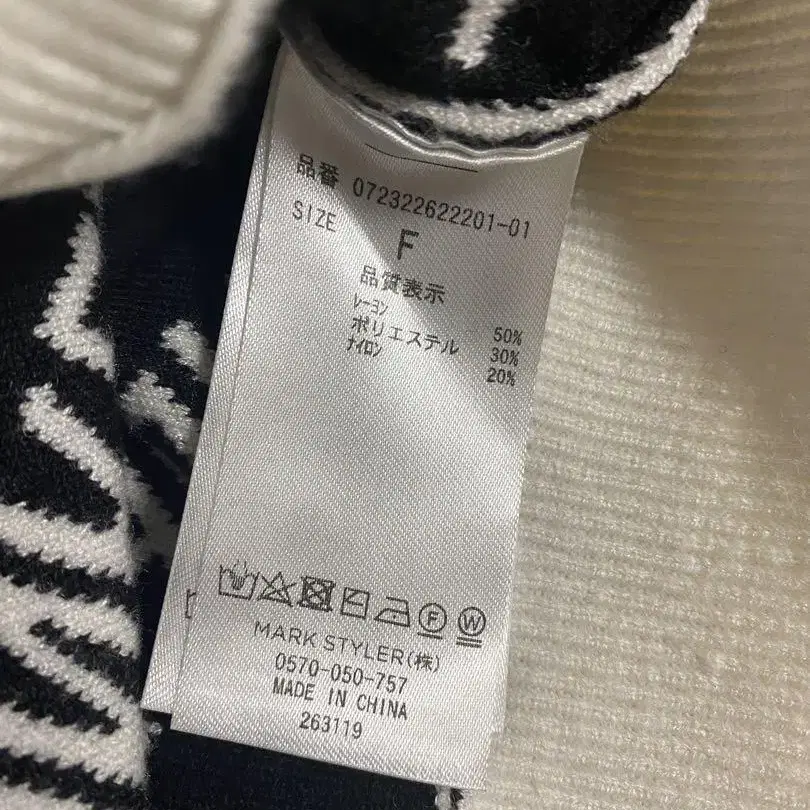 品番 072322622201-01
SIZE F
品質表示
レーヨン 50%
ポリエステル 30%
ナイロン 20%
F W
MARK STYLER(株)
0570-050-757
MADE IN CHINA
263119